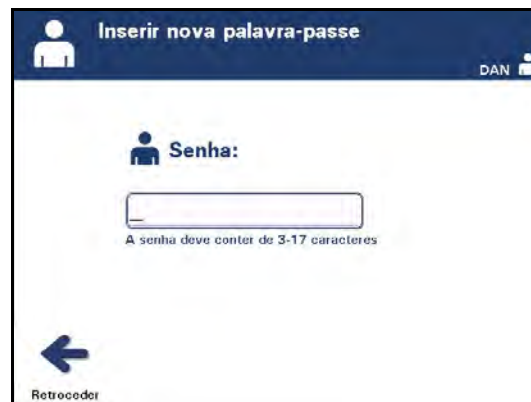 Inserir nova palavra-passe
DAN
Senha:
_
A senha deve conter de 3-17 caracteres
Retroceder